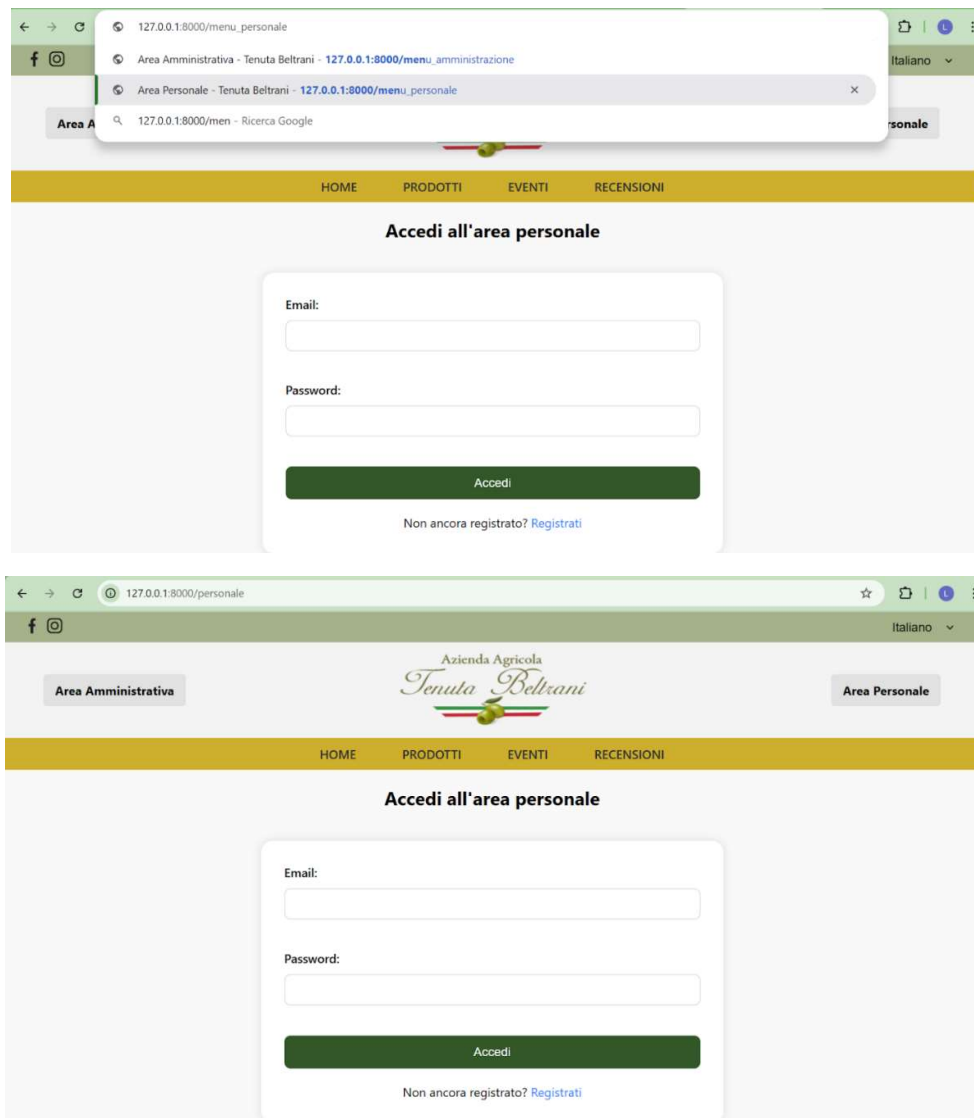 127.0.0.1:8000/menu_personale
Area Amministrativa - Tenuta Beltrani - 127.0.0.1:8000/menu_amministrazione
Italiano
Area Personale - Tenuta Beltrani - 127.0.0.1:8000/menu_personale
127.0.0.1:8000/men - Ricerca Google
Area A
rsonale
HOME PRODOTTI EVENTI RECENSIONI
Accedi all'area personale
Email:
Password:
Accedi
Non ancora registrato? Registrati
127.0.0.1:8000/personale
L
Italiano
Azienda Agricola
Area Amministrativa
Tenuta Beltrani
Area Personale
HOME PRODOTTI EVENTI RECENSIONI
Accedi all'area personale
Email:
Password:
Accedi
Non ancora registrato? Registrati